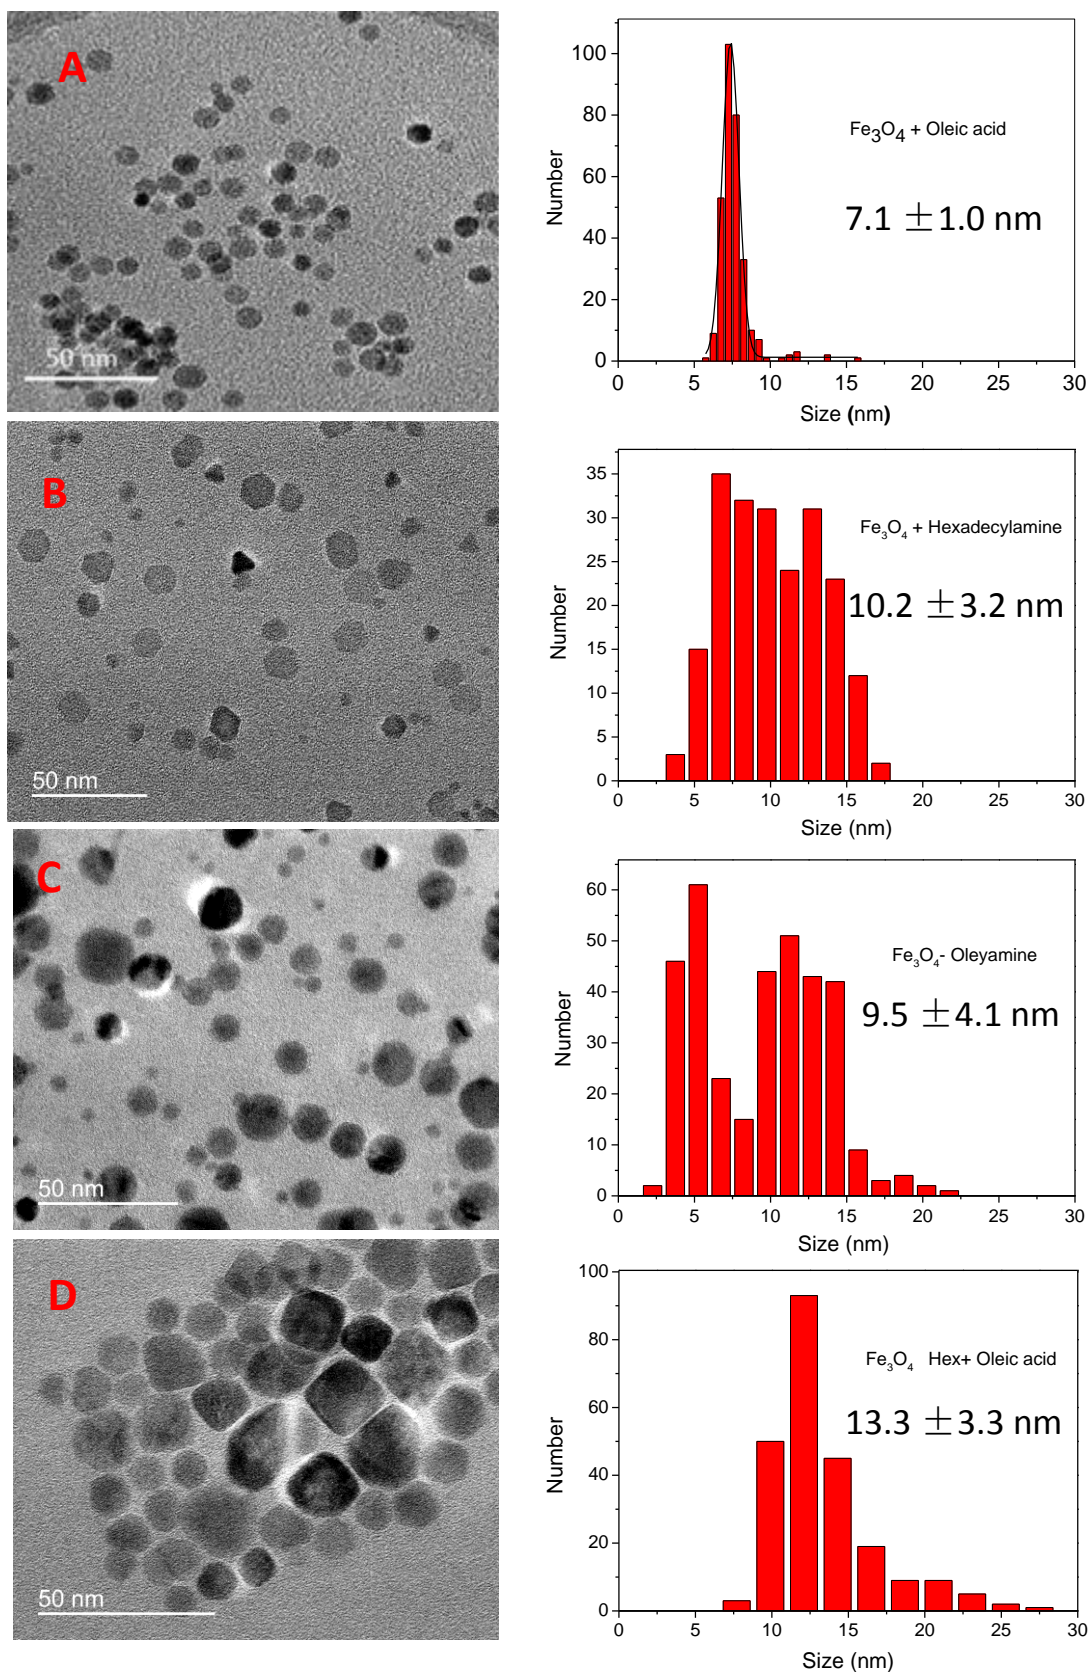 A
50 nm
100
80
60
40
20
0
Number
Fe3O4 + Oleic acid
7.1 ±1.0 nm
0 5 10 15 20 25 30
Size (nm)
B
50 nm
35
30
25
20
15
10
5
0
Number
Fe3O4 + Hexadecylamine
10.2 ±3.2 nm
0 5 10 15 20 25 30
Size (nm)
C
50 nm
60
50
40
30
20
10
0
Number
Fe3O4- Oleyamine
9.5 ±4.1 nm
0 5 10 15 20 25 30
Size (nm)
D
50 nm
100
80
60
40
20
0
Number
Fe3O4 Hex+ Oleic acid
13.3 ±3.3 nm
0 5 10 15 20 25 30
Size (nm)